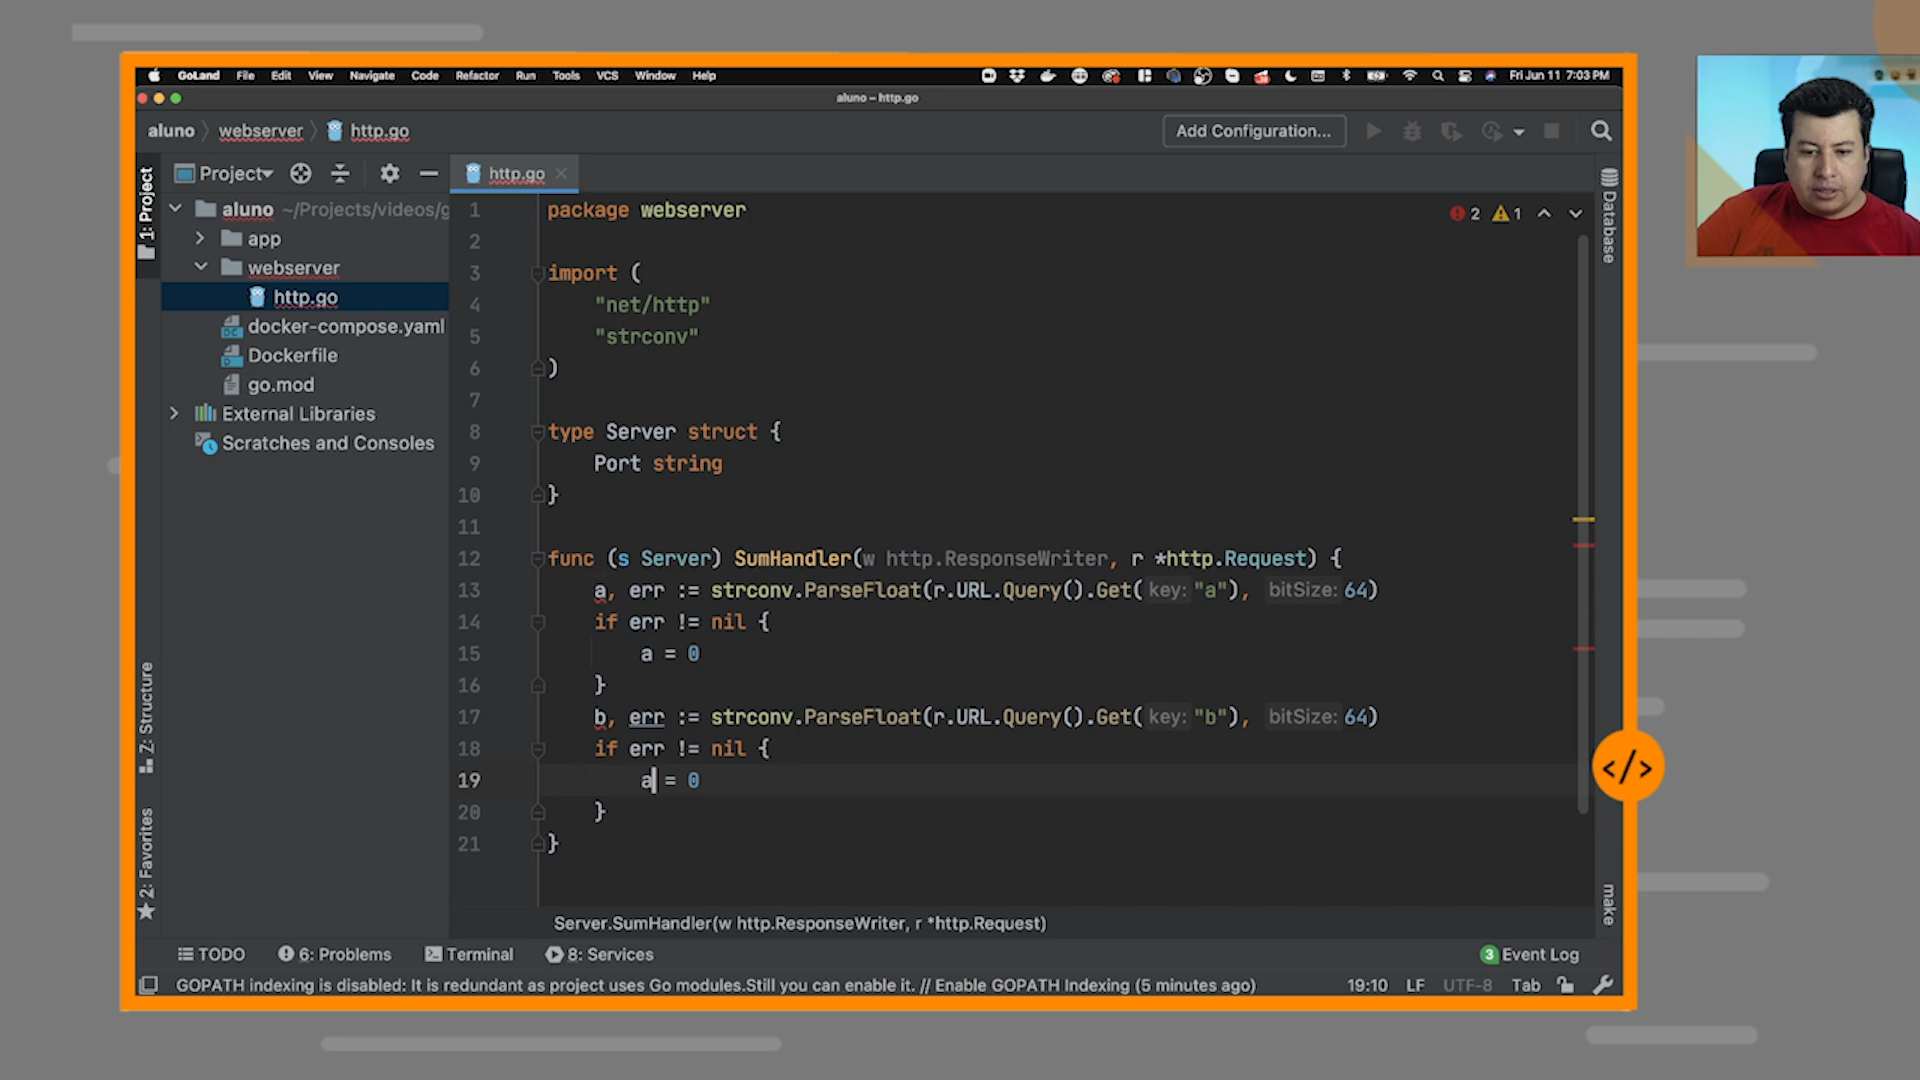 GoLand File Edit View Navigate Code Refactor Run Tools VCS Window Help Fri Jun 11 7:03 PM
aluno – http.go
aluno webserver http.go Add Configuration...
1: Project
Project
http.go
aluno ~/Projects/videos/g
app
webserver
http.go
docker-compose.yaml
Dockerfile
go.mod
External Libraries
Scratches and Consoles
2 1
1 package webserver
2
3 import (
4 "net/http"
5 "strconv"
6 )
7
8 type Server struct {
9 Port string
10 }
11
12 func (s Server) SumHandler(w http.ResponseWriter, r *http.Request) {
13 a, err := strconv.ParseFloat(r.URL.Query().Get( key: "a"), bitSize: 64)
14 if err != nil {
15 a = 0
16 }
17 b, err := strconv.ParseFloat(r.URL.Query().Get( key: "b"), bitSize: 64)
18 if err != nil {
19 a = 0
20 }
21 }
Database
make
Z: Structure
2: Favorites
</>
Server.SumHandler(w http.ResponseWriter, r *http.Request)
TODO 6: Problems Terminal 8: Services 3 Event Log
GOPATH indexing is disabled: It is redundant as project uses Go modules.Still you can enable it. // Enable GOPATH Indexing (5 minutes ago) 19:10 LF UTF-8 Tab